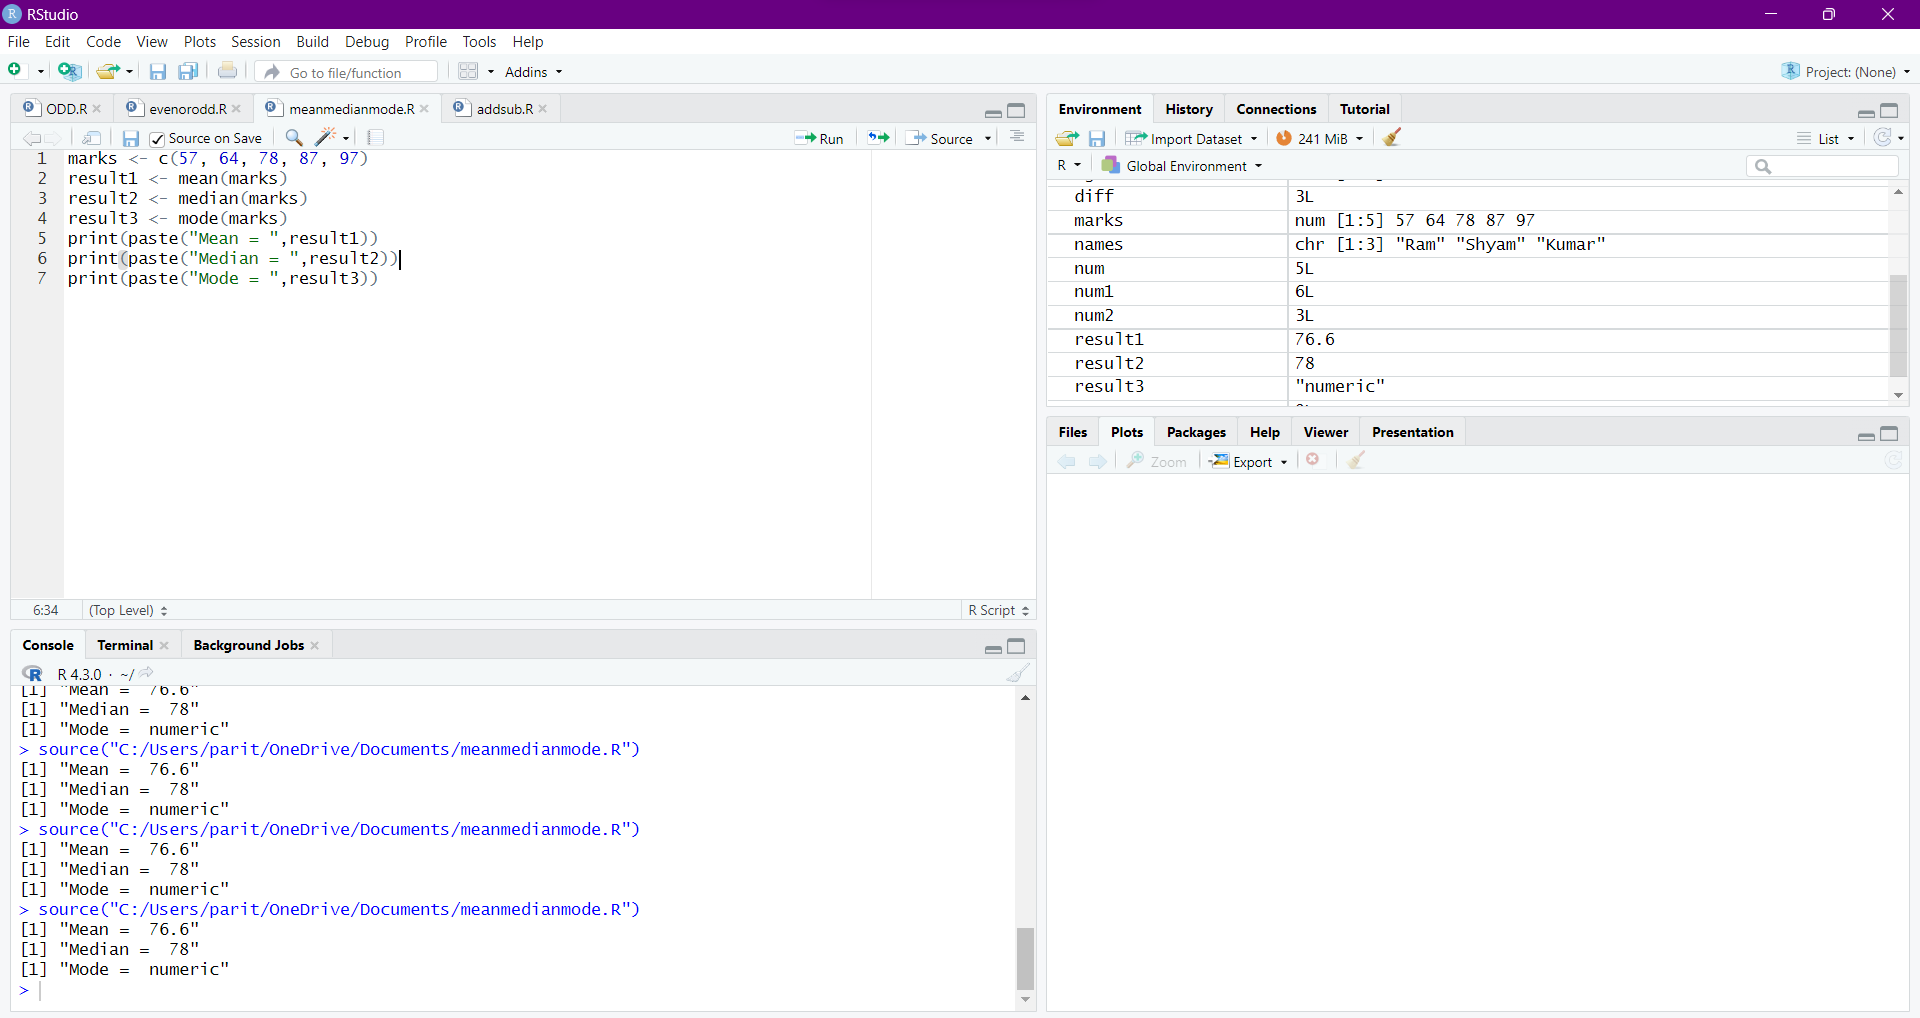 RStudio
File Edit Code View Plots Session Build Debug Profile Tools Help
Go to file/function Addins Project: (None)
ODD.R evenorodd.R meanmedianmode.R addsub.R
Source on Save Run Source
1 marks <- c(57, 64, 78, 87, 97)
2 result1 <- mean(marks)
3 result2 <- median(marks)
4 result3 <- mode(marks)
5 print(paste("Mean = ",result1))
6 print(paste("Median = ",result2))
7 print(paste("Mode = ",result3))
6:34 (Top Level) R Script
Console Terminal Background Jobs
R 4.3.0 · ~/
[1] "Mean =  76.6"
[1] "Median =  78"
[1] "Mode =  numeric"
> source("C:/Users/parit/OneDrive/Documents/meanmedianmode.R")
[1] "Mean =  76.6"
[1] "Median =  78"
[1] "Mode =  numeric"
> source("C:/Users/parit/OneDrive/Documents/meanmedianmode.R")
[1] "Mean =  76.6"
[1] "Median =  78"
[1] "Mode =  numeric"
> source("C:/Users/parit/OneDrive/Documents/meanmedianmode.R")
[1] "Mean =  76.6"
[1] "Median =  78"
[1] "Mode =  numeric"
>
Environment History Connections Tutorial
Import Dataset 241 MiB List
R Global Environment
diff 3L
marks num [1:5] 57 64 78 87 97
names chr [1:3] "Ram" "Shyam" "Kumar"
num 5L
num1 6L
num2 3L
result1 76.6
result2 78
result3 "numeric"
Files Plots Packages Help Viewer Presentation
Zoom Export